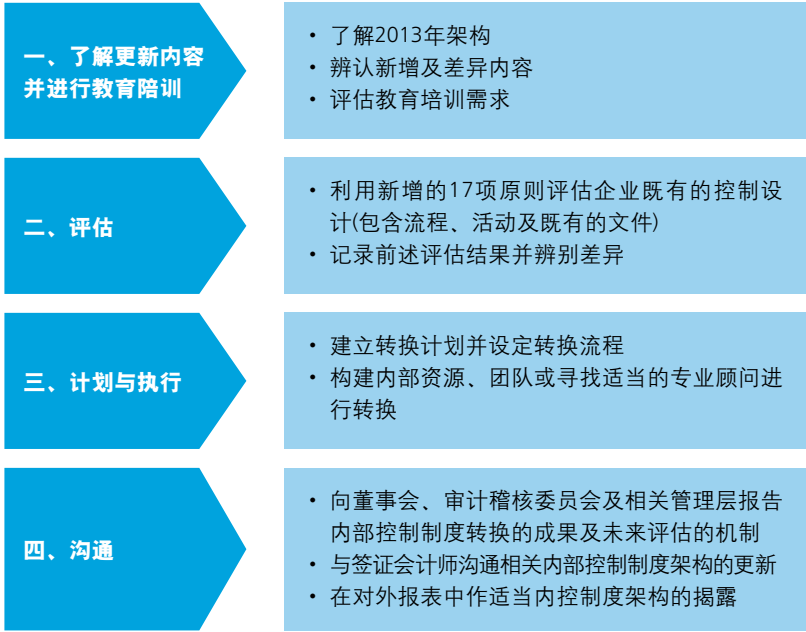 一、了解更新内容
并进行教育陪训
• 了解2013年架构
• 辨认新增及差异内容
• 评估教育培训需求
二、评估
• 利用新增的17项原则评估企业既有的控制设
计(包含流程、活动及既有的文件)
• 记录前述评估结果并辨别差异
三、计划与执行
• 建立转换计划并设定转换流程
• 构建内部资源、团队或寻找适当的专业顾问进
行转换
四、沟通
• 向董事会、审计稽核委员会及相关管理层报告
内部控制制度转换的成果及未来评估的机制
• 与签证会计师沟通相关内部控制制度架构的更新
• 在对外报表中作适当内控制度架构的揭露